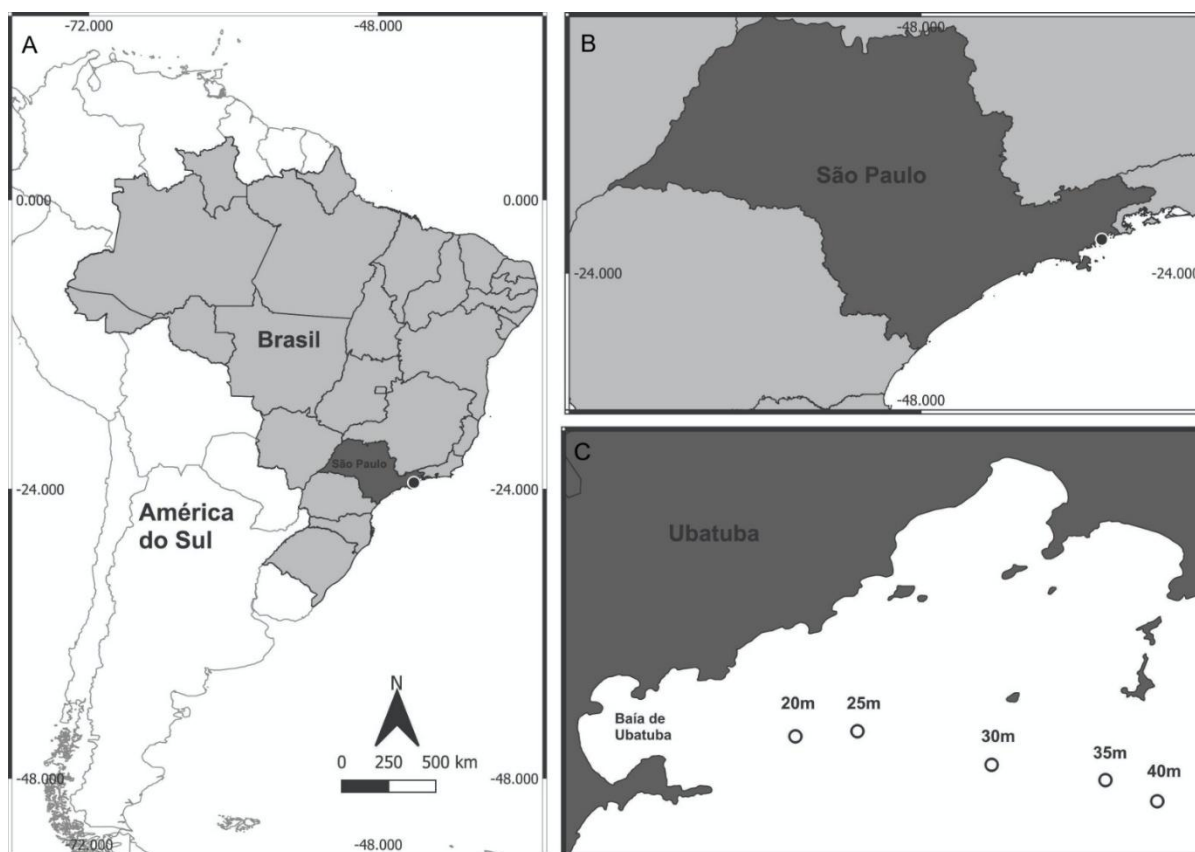 -72.000
-48.000
A
0.000
0.000
Brasil
São Paulo
-24.000
-24.000
América
do Sul
N
0
250
500 km
-48.000
-48.000
-72.000
-48.000
B
-48.000
São Paulo
-24.000
-24.000
-48.000
C
Ubatuba
Baía de
Ubatuba
20m
25m
30m
35m
40m